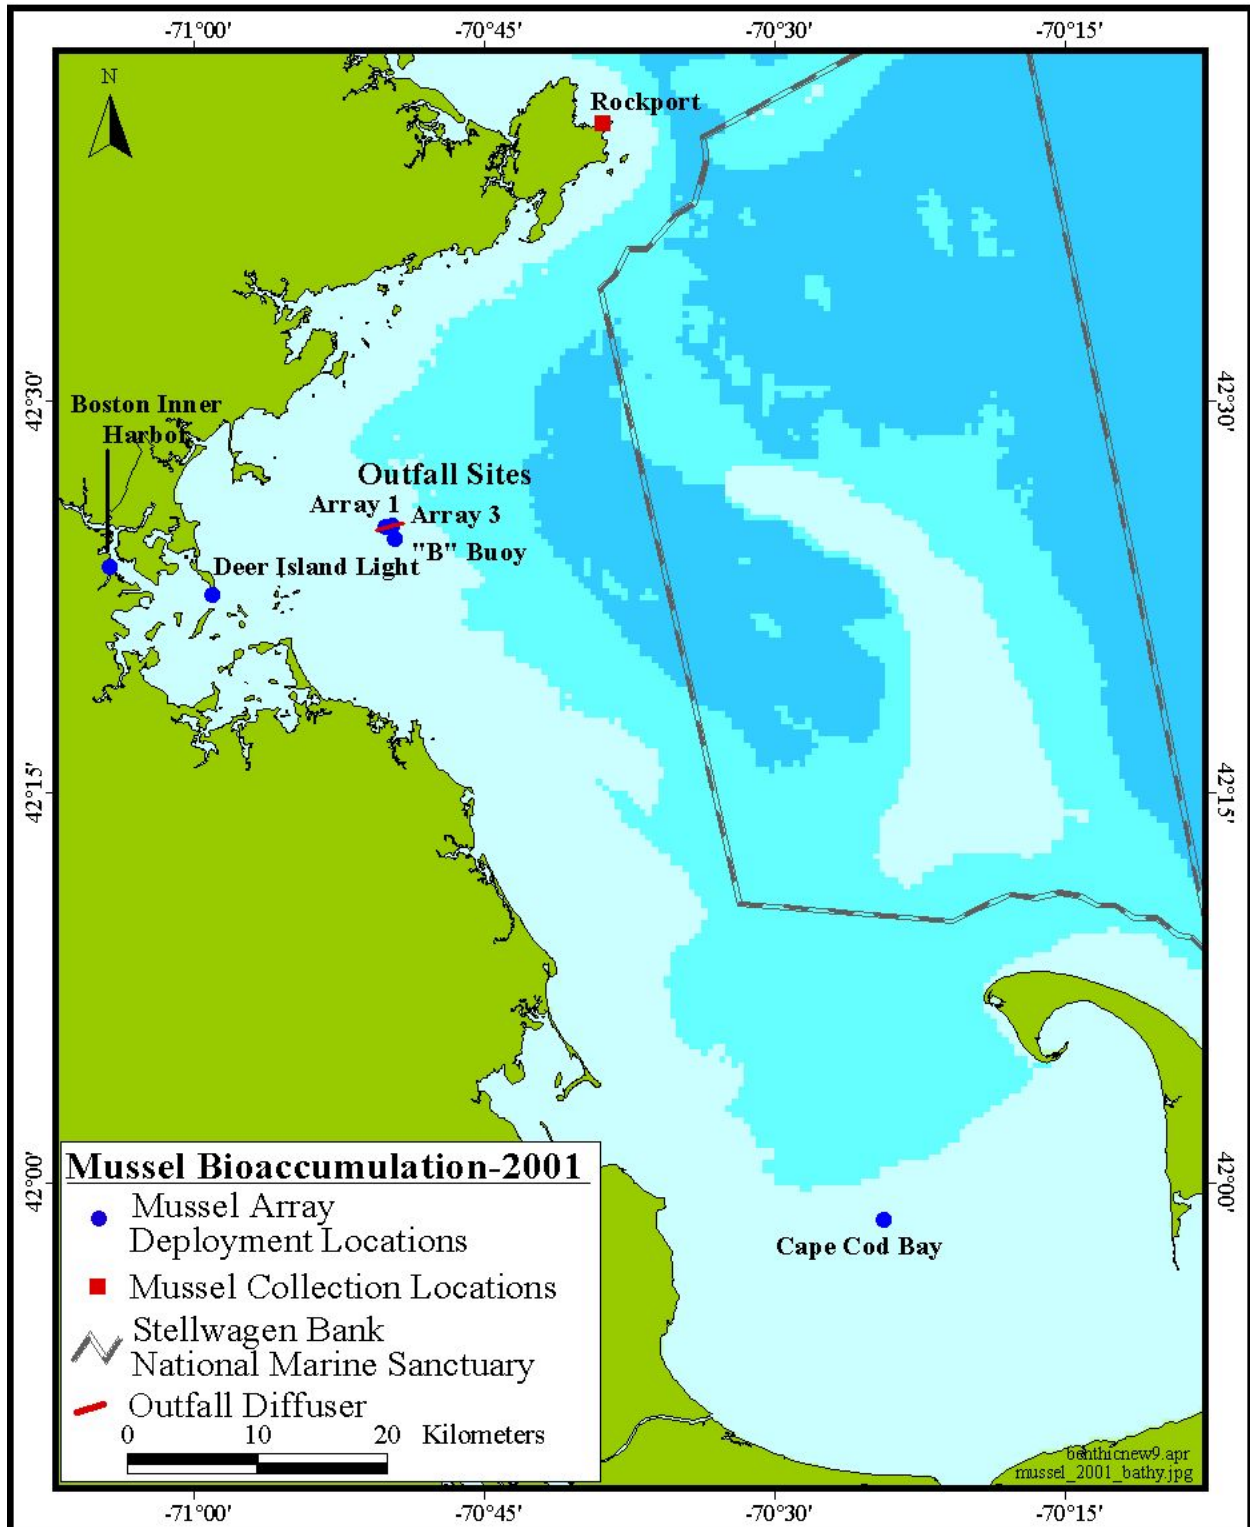 -71°00' -70°45' -70°30' -70°15'
N
Rockport
42°30' 42°30'
Boston Inner
Harbor
Outfall Sites
Array 1
Array 3
"B" Buoy
Deer Island Light
42°15' 42°15'
42°00' 42°00'
Cape Cod Bay
Mussel Bioaccumulation-2001
Mussel Array
Deployment Locations
Mussel Collection Locations
Stellwagen Bank
National Marine Sanctuary
Outfall Diffuser
0 10 20 Kilometers
benthicnew9.apr
mussel_2001_bathy.jpg
-71°00' -70°45' -70°30' -70°15'